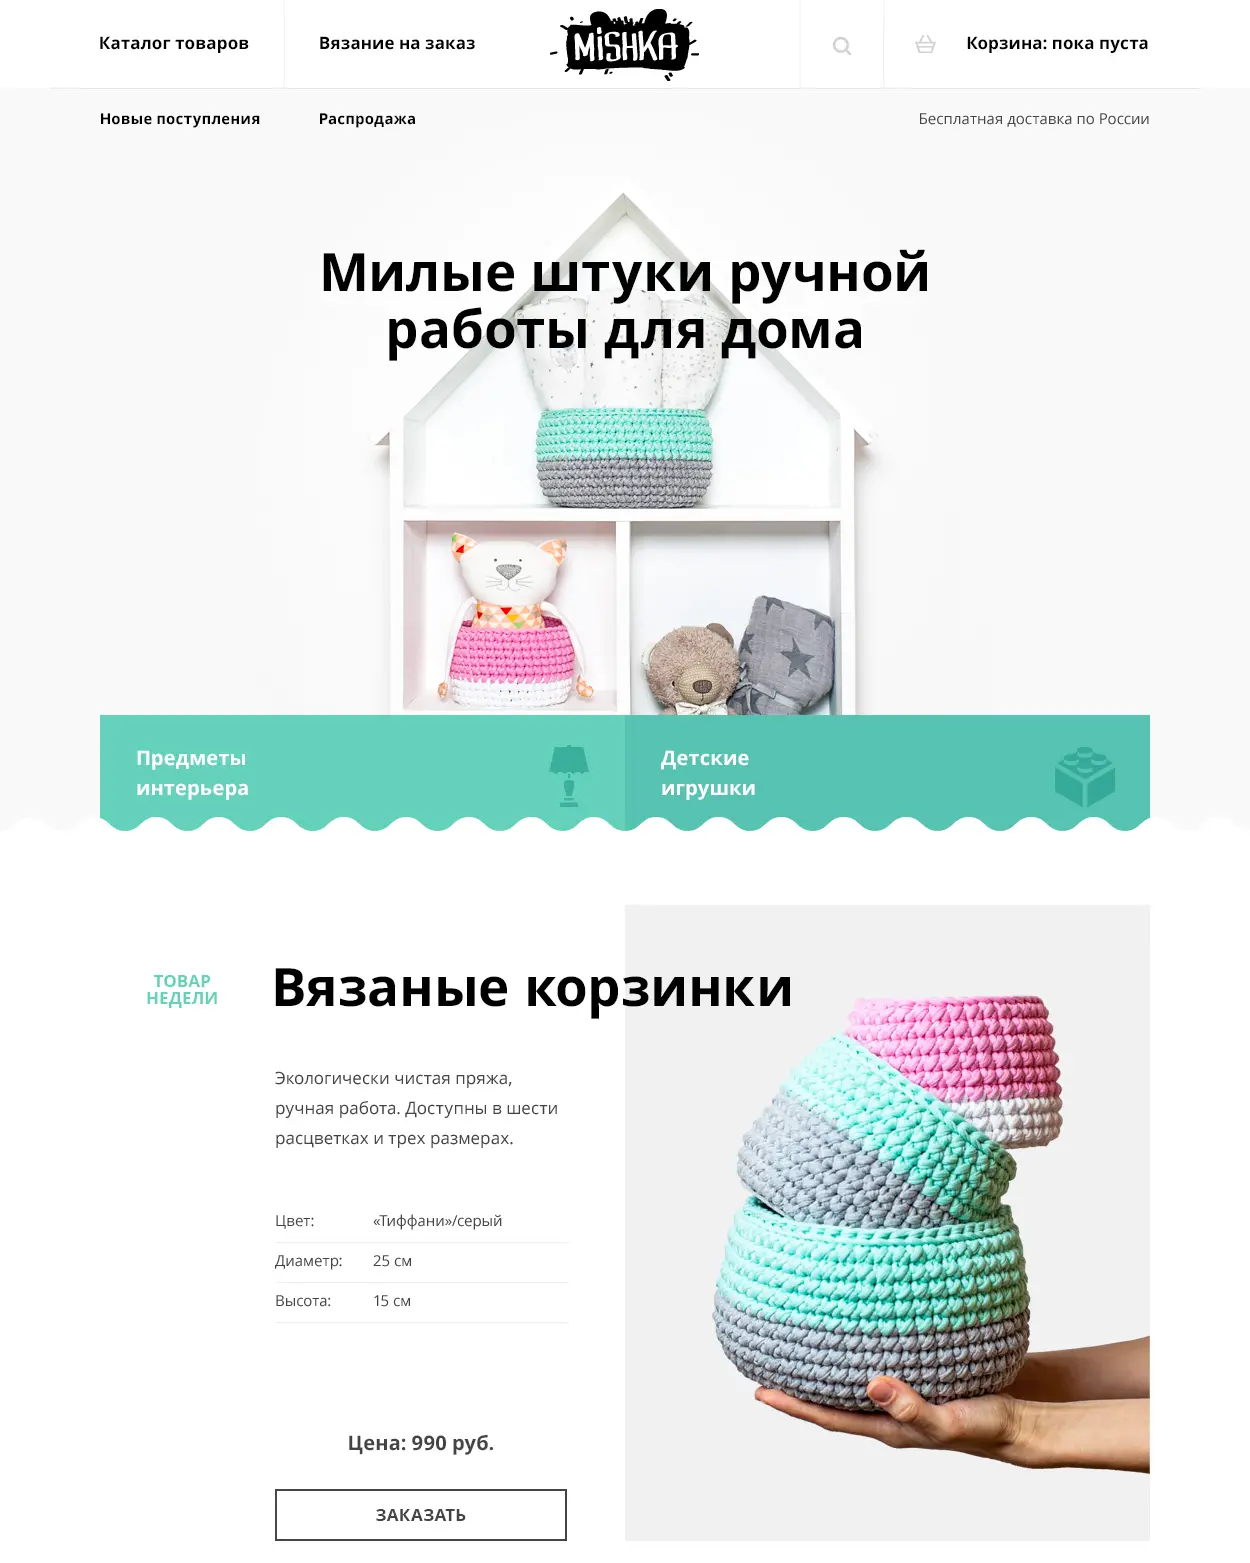 Каталог товаров
Вязание на заказ
MiSHKA
Корзина: пока пуста
Новые поступления
Распродажа
Бесплатная доставка по России
Милые штуки ручной
работы для дома
Предметы
интерьера
Детские
игрушки
ТОВАР
НЕДЕЛИ
Вязаные корзинки
Экологически чистая пряжа,
ручная работа. Доступны в шести
расцветках и трех размерах.
Цвет: «Тиффани»/серый
Диаметр: 25 см
Высота: 15 см
Цена: 990 руб.
ЗАКАЗАТЬ